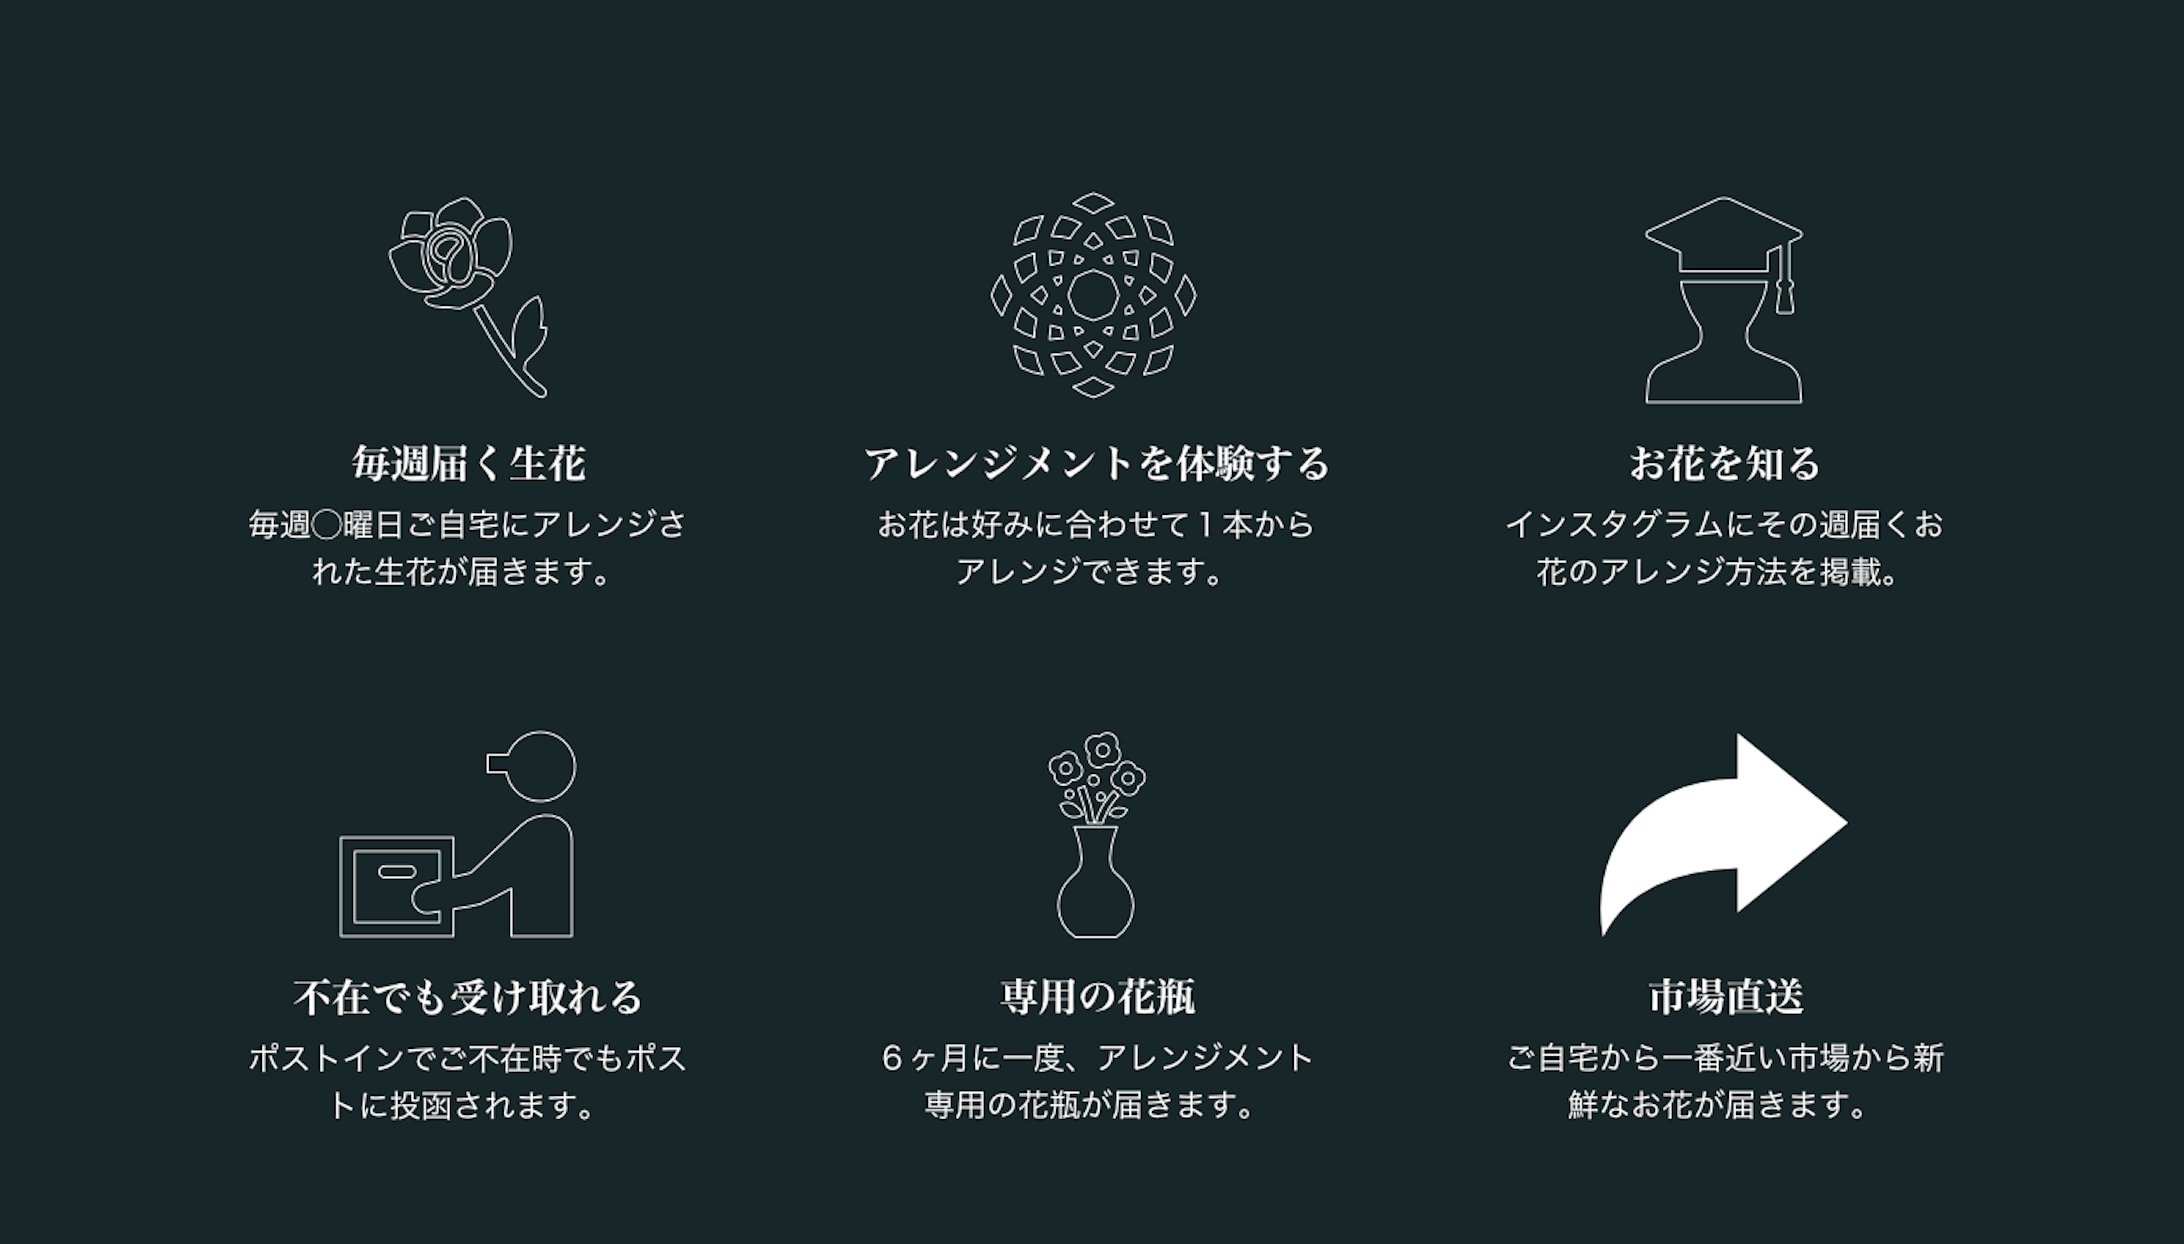 毎週届く生花
毎週◯曜日ご自宅にアレンジさ
れた生花が届きます。
アレンジメントを体験する
お花は好みに合わせて１本から
アレンジできます。
お花を知る
インスタグラムにその週届くお
花のアレンジ方法を掲載。
不在でも受け取れる
ポストインでご不在時でもポス
トに投函されます。
専用の花瓶
６ヶ月に一度、アレンジメント
専用の花瓶が届きます。
市場直送
ご自宅から一番近い市場から新
鮮なお花が届きます。